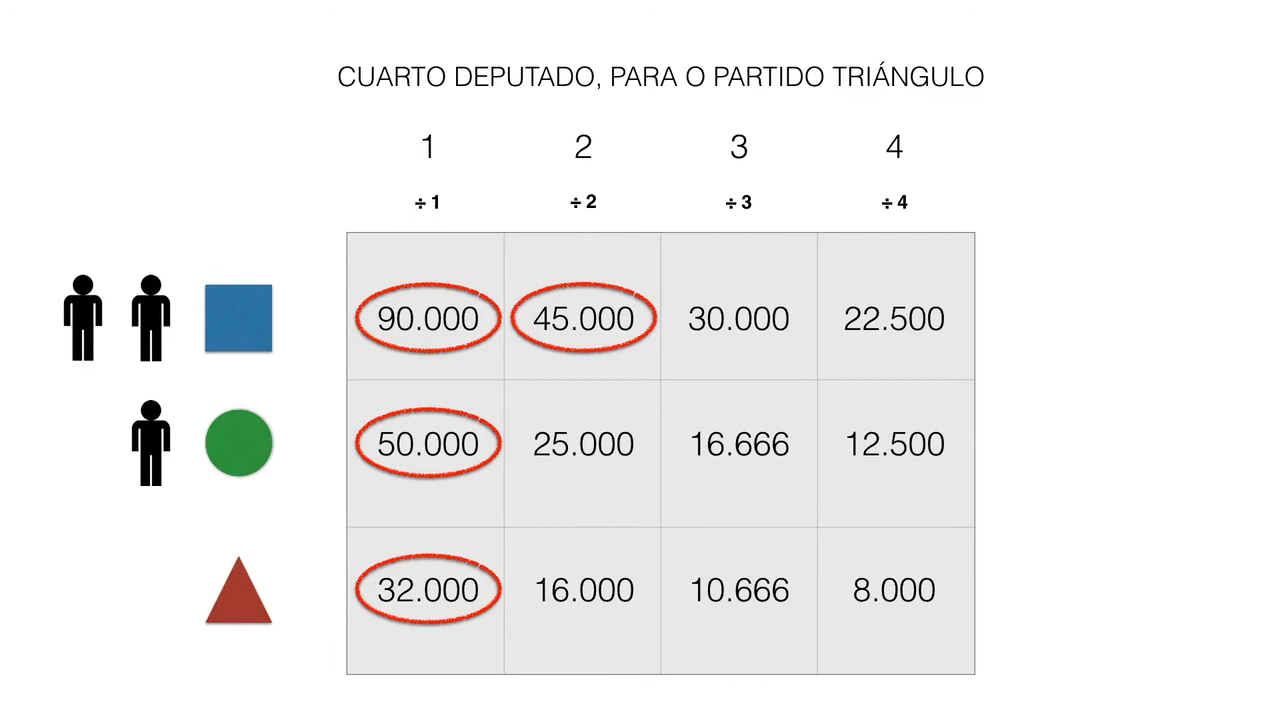 CUARTO DEPUTADO, PARA O PARTIDO TRIÁNGULO
1 2 3 4
÷ 1 ÷ 2 ÷ 3 ÷ 4
90.000 45.000 30.000 22.500
50.000 25.000 16.666 12.500
32.000 16.000 10.666 8.000